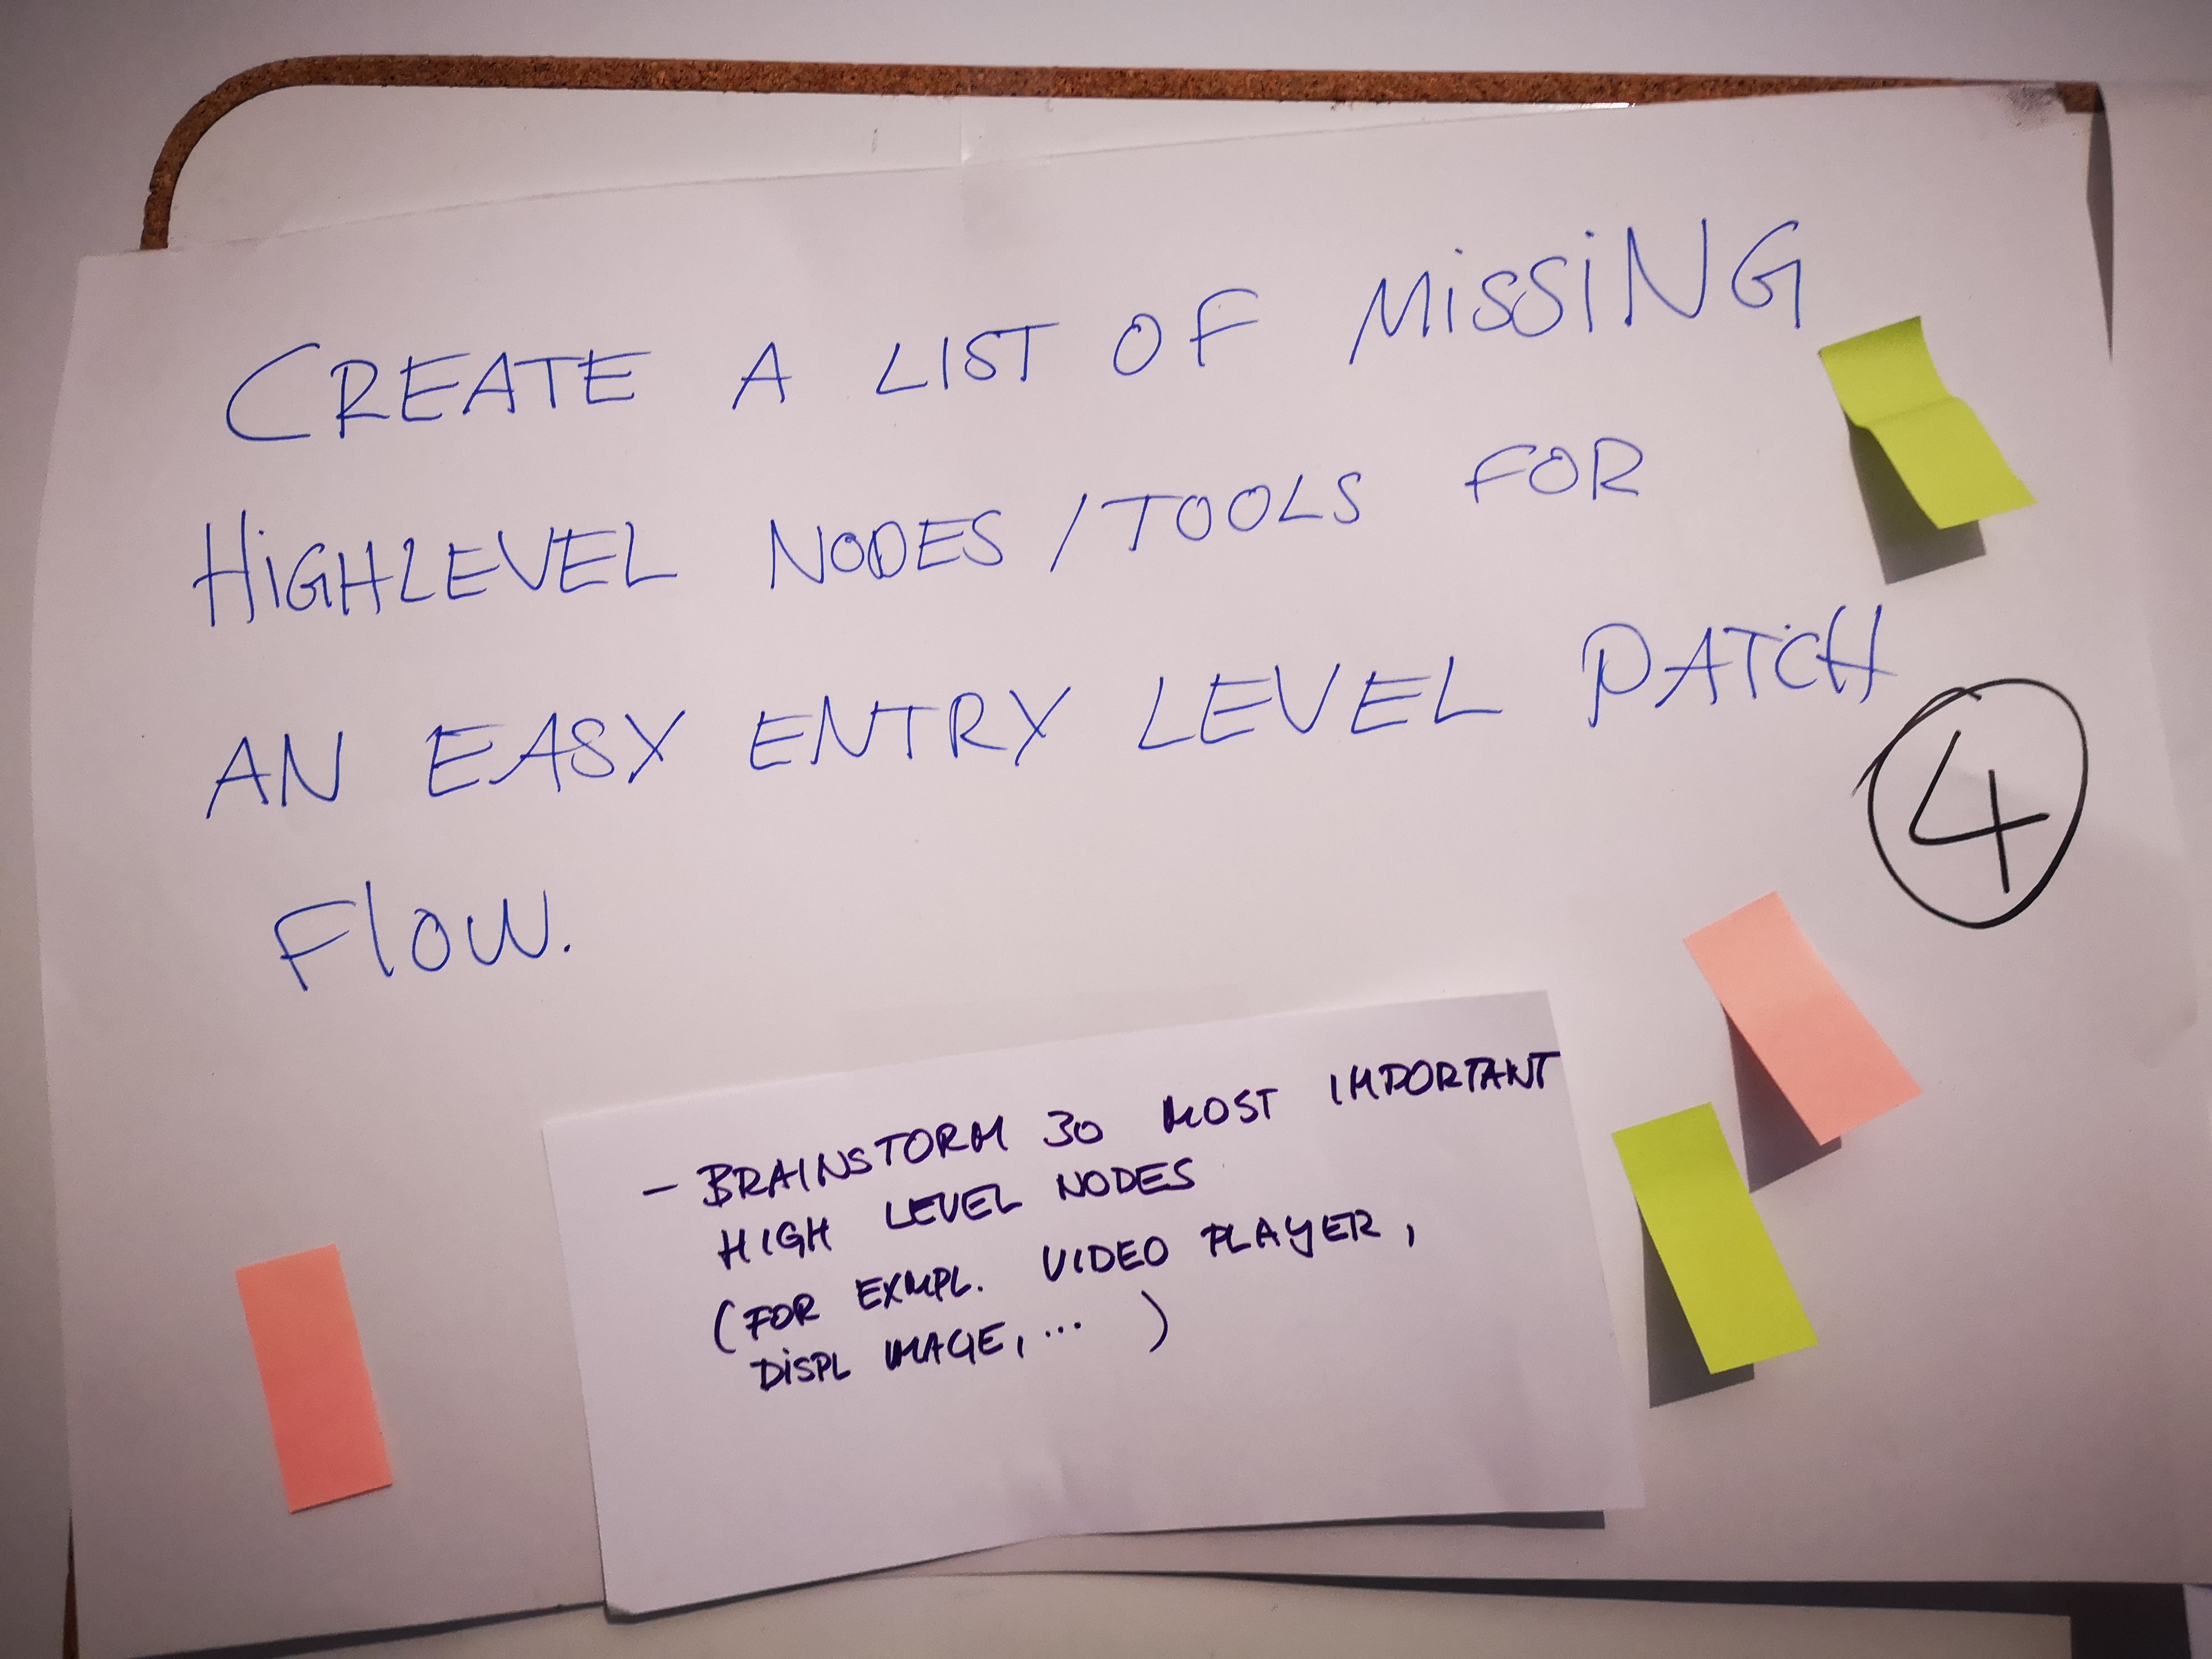 CREATE A LIST OF MiSSiNG
HiGHLEVEL NODES/TOOLS FOR
AN EASY ENTRY LEVEL PATCH
FlOW.
4
- BRAINSTORM 30 MOST IMPORTANT
HIGH LEVEL NODES
(FOR EXMPL. VIDEO PLAYER,
DiSPL IMAGE, ... )